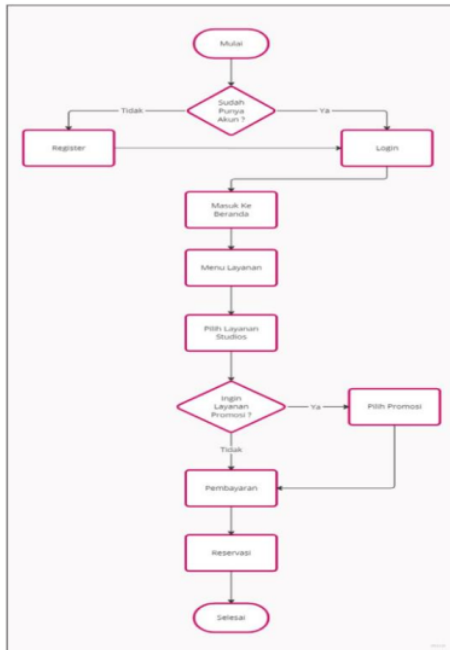 Mulai
Sudah
Punya
Akun ?
Tidak
Ya
Register
Login
Masuk Ke
Beranda
Menu Layanan
Pilih Layanan
Studios
Ingin
Layanan
Promosi ?
Ya
Pilih Promosi
Tidak
Pembayaran
Reservasi
Selesai